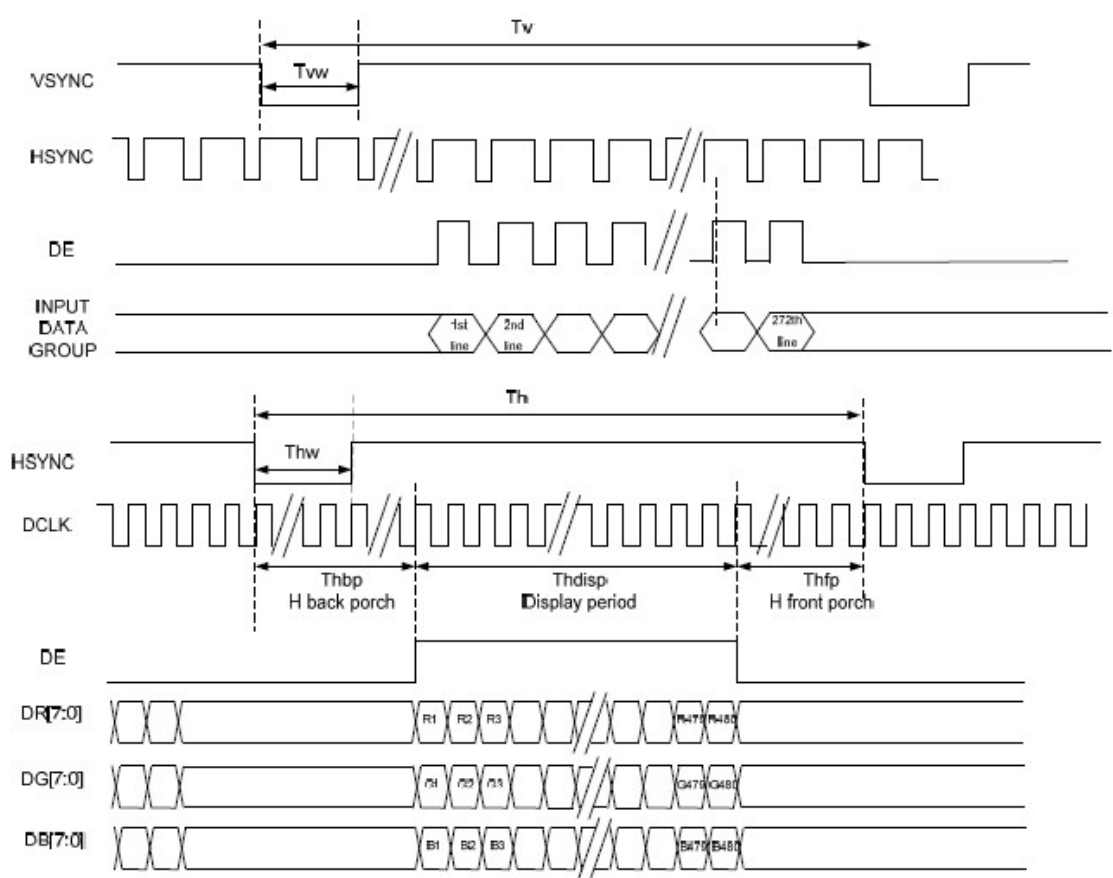 Tv
VSYNC
Tvw
HSYNC
DE
INPUT
DATA
GROUP
1st
line
2nd
line
272th
line
Th
HSYNC
Thw
DCLK
Thbp
H back porch
Thdisp
Display period
Thfp
H front porch
DE
DR[7:0]
R1 R2 R3 R479 R480
DG[7:0]
G1 G2 G3 G479 G480
DB[7:0]
B1 B2 B3 B479 B480